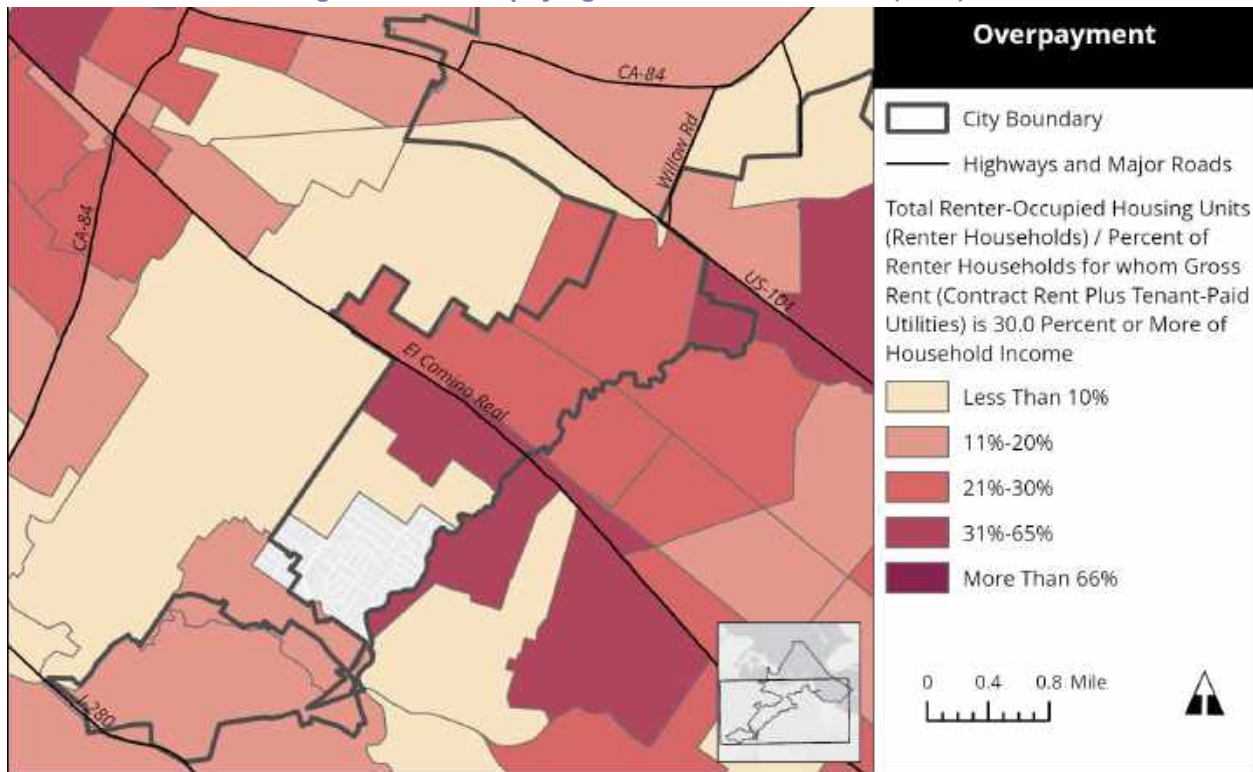 CA-84
Willow Rd
CA-84
US-101
El Camino Real
I-280
Overpayment
City Boundary
Highways and Major Roads
Total Renter-Occupied Housing Units
(Renter Households) / Percent of
Renter Households for whom Gross
Rent (Contract Rent Plus Tenant-Paid
Utilities) is 30.0 Percent or More of
Household Income
Less Than 10%
11%-20%
21%-30%
31%-65%
More Than 66%
0 0.4 0.8 Mile